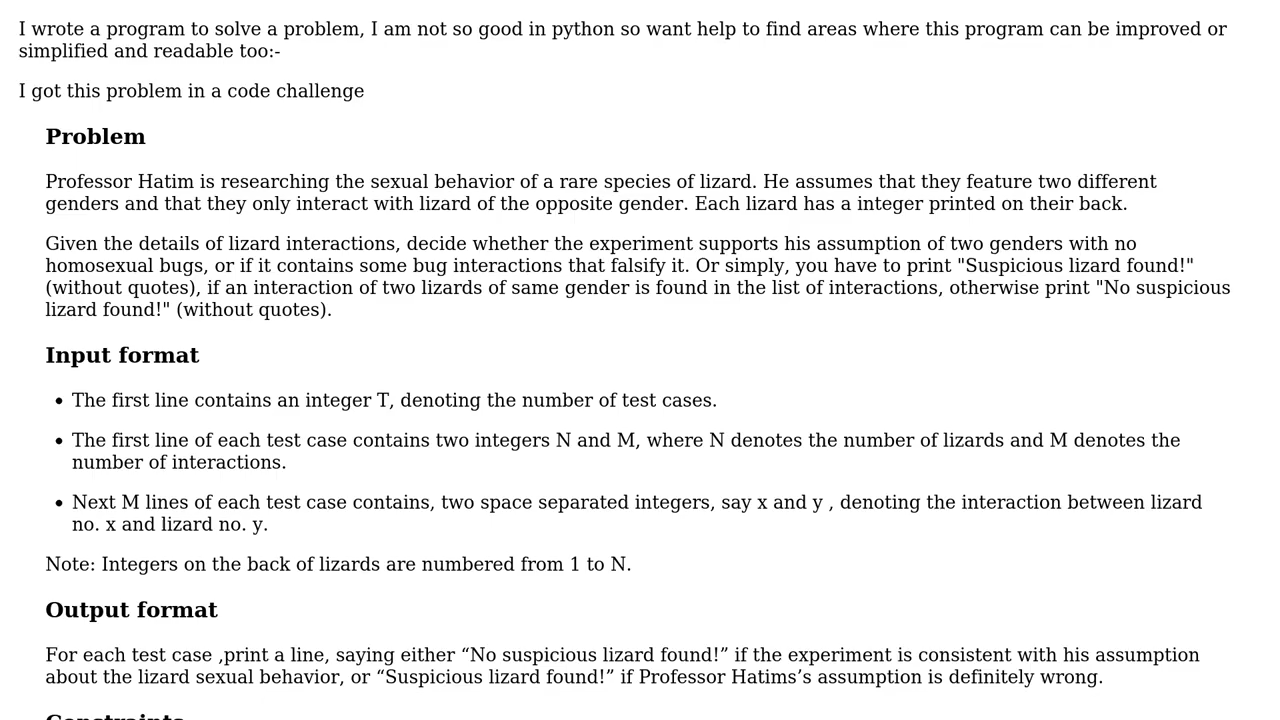 I wrote a program to solve a problem, I am not so good in python so want help to find areas where this program can be improved or
simplified and readable too:-
I got this problem in a code challenge
Problem
Professor Hatim is researching the sexual behavior of a rare species of lizard. He assumes that they feature two different
genders and that they only interact with lizard of the opposite gender. Each lizard has a integer printed on their back.
Given the details of lizard interactions, decide whether the experiment supports his assumption of two genders with no
homosexual bugs, or if it contains some bug interactions that falsify it. Or simply, you have to print "Suspicious lizard found!"
(without quotes), if an interaction of two lizards of same gender is found in the list of interactions, otherwise print "No suspicious
lizard found!" (without quotes).
Input format
• The first line contains an integer T, denoting the number of test cases.
• The first line of each test case contains two integers N and M, where N denotes the number of lizards and M denotes the
number of interactions.
• Next M lines of each test case contains, two space separated integers, say x and y , denoting the interaction between lizard
no. x and lizard no. y.
Note: Integers on the back of lizards are numbered from 1 to N.
Output format
For each test case ,print a line, saying either “No suspicious lizard found!” if the experiment is consistent with his assumption
about the lizard sexual behavior, or “Suspicious lizard found!” if Professor Hatims’s assumption is definitely wrong.
Constraints